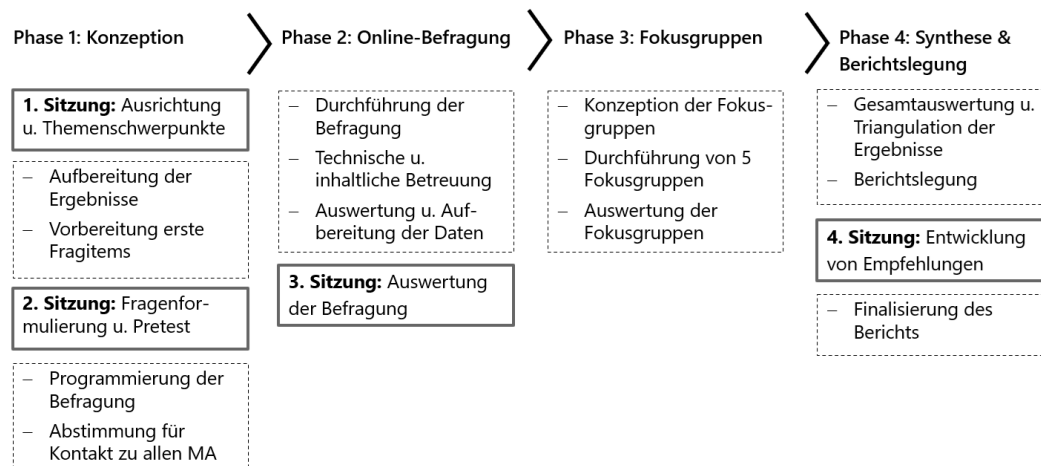 Phase 1: Konzeption
1. Sitzung: Ausrichtung
u. Themenschwerpunkte
– Aufbereitung der
Ergebnisse
– Vorbereitung erste
Fragitems
2. Sitzung: Fragenfor-
mulierung u. Pretest
– Programmierung der
Befragung
– Abstimmung für
Kontakt zu allen MA
Phase 2: Online-Befragung
– Durchführung der
Befragung
– Technische u.
inhaltliche Betreuung
– Auswertung u. Auf-
bereitung der Daten
3. Sitzung: Auswertung
der Befragung
Phase 3: Fokusgruppen
– Konzeption der Fokus-
gruppen
– Durchführung von 5
Fokusgruppen
– Auswertung der
Fokusgruppen
Phase 4: Synthese &
Berichtslegung
– Gesamtauswertung u.
Triangulation der
Ergebnisse
– Berichtslegung
4. Sitzung: Entwicklung
von Empfehlungen
– Finalisierung des
Berichts